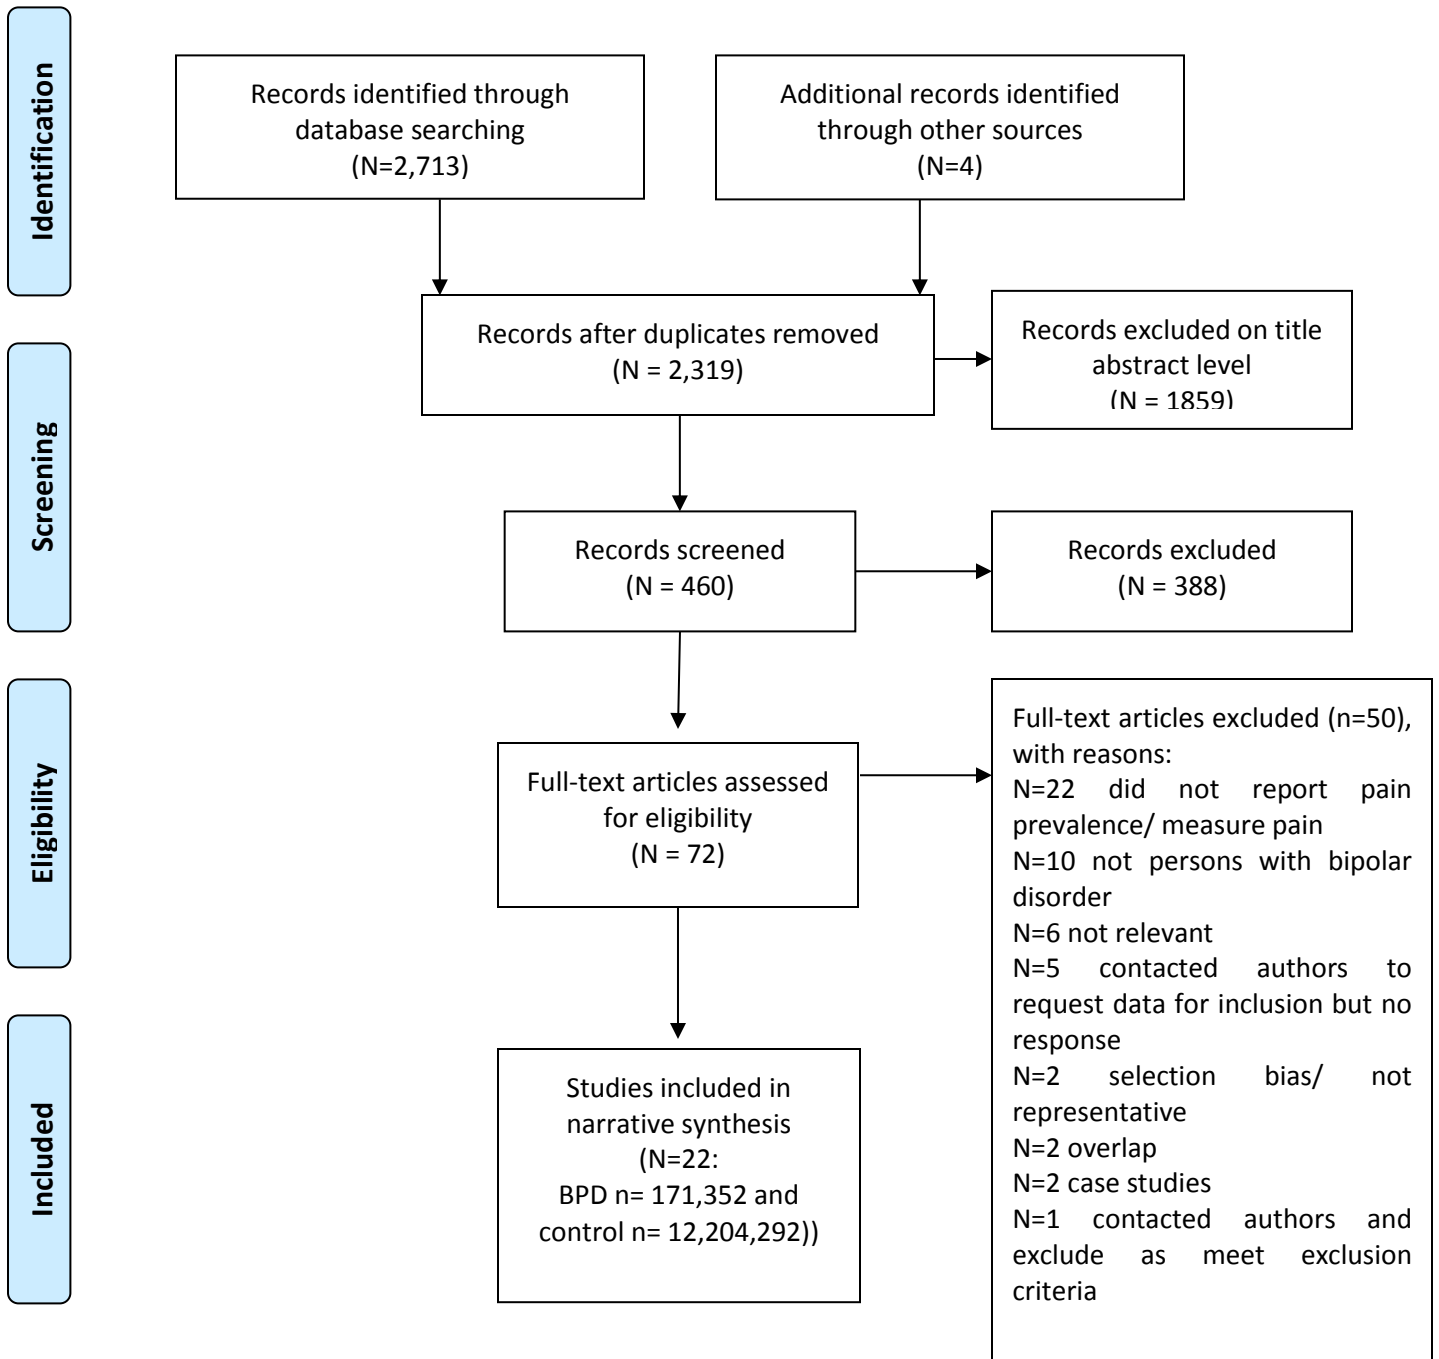 Identification
Records identified through
database searching
(N=2,713)
Additional records identified
through other sources
(N=4)
Records after duplicates removed
(N = 2,319)
Records excluded on title
abstract level
(N = 1859)
Screening
Records screened
(N = 460)
Records excluded
(N = 388)
Eligibility
Full-text articles assessed
for eligibility
(N = 72)
Full-text articles excluded (n=50),
with reasons:
N=22 did not report pain
prevalence/ measure pain
N=10 not persons with bipolar
disorder
N=6 not relevant
N=5 contacted authors to
request data for inclusion but no
response
N=2 selection bias/ not
representative
N=2 overlap
N=2 case studies
N=1 contacted authors and
exclude as meet exclusion
criteria
Included
Studies included in
narrative synthesis
(N=22:
BPD n= 171,352 and
control n= 12,204,292))